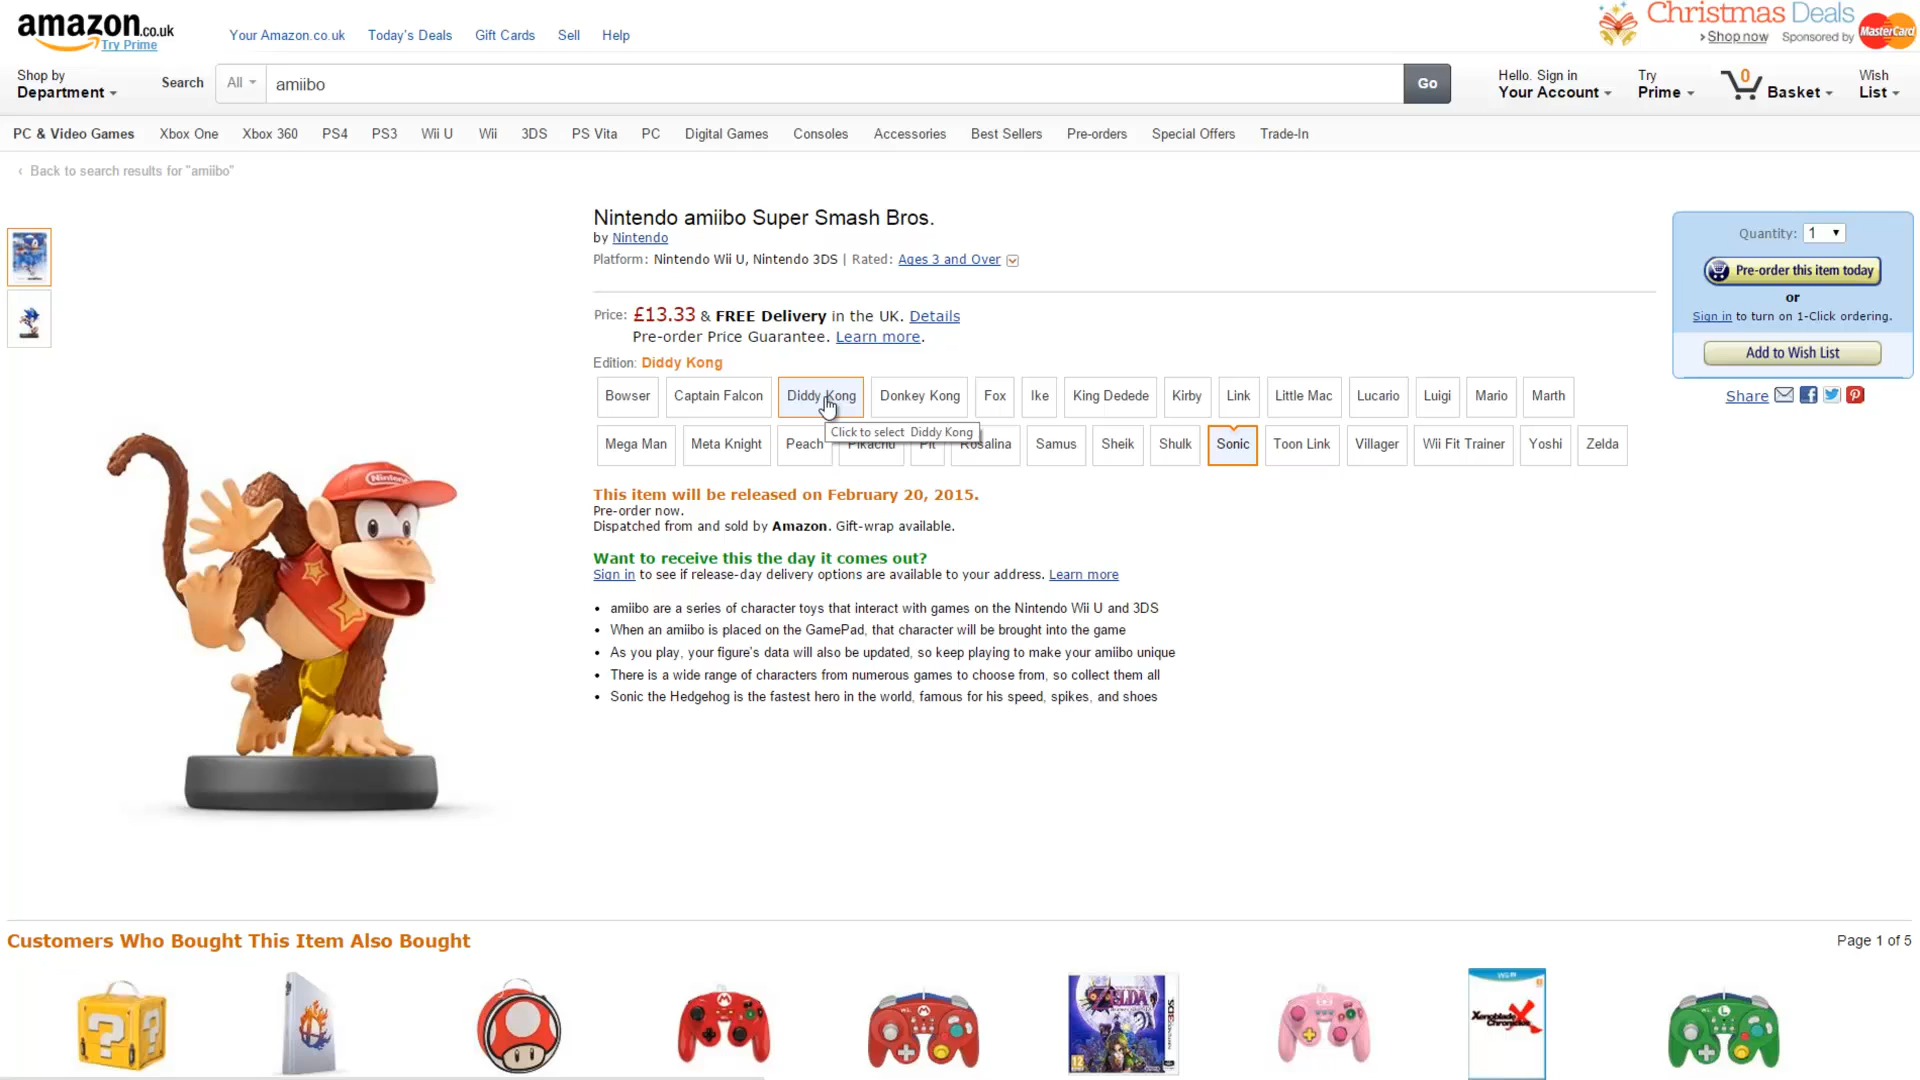 amazon.co.uk
Try Prime
Your Amazon.co.uk Today's Deals Gift Cards Sell Help
Christmas Deals
› Shop now Sponsored by MasterCard
Shop by
Department
Search All amiibo Go
Hello. Sign in
Your Account
Try
Prime
0
Basket
Wish
List
PC & Video Games Xbox One Xbox 360 PS4 PS3 Wii U Wii 3DS PS Vita PC Digital Games Consoles Accessories Best Sellers Pre-orders Special Offers Trade-In
‹ Back to search results for "amiibo"
Nintendo amiibo Super Smash Bros.
by Nintendo
Platform: Nintendo Wii U, Nintendo 3DS | Rated: Ages 3 and Over
Price: £13.33 & FREE Delivery in the UK. Details
Pre-order Price Guarantee. Learn more.
Edition: Diddy Kong
Bowser Captain Falcon Diddy Kong Donkey Kong Fox Ike King Dedede Kirby Link Little Mac Lucario Luigi Mario Marth
Click to select Diddy Kong
Mega Man Meta Knight Peach Pikachu Pit Rosalina Samus Sheik Shulk Sonic Toon Link Villager Wii Fit Trainer Yoshi Zelda
This item will be released on February 20, 2015.
Pre-order now.
Dispatched from and sold by Amazon. Gift-wrap available.
Want to receive this the day it comes out?
Sign in to see if release-day delivery options are available to your address. Learn more
• amiibo are a series of character toys that interact with games on the Nintendo Wii U and 3DS
• When an amiibo is placed on the GamePad, that character will be brought into the game
• As you play, your figure's data will also be updated, so keep playing to make your amiibo unique
• There is a wide range of characters from numerous games to choose from, so collect them all
• Sonic the Hedgehog is the fastest hero in the world, famous for his speed, spikes, and shoes
Quantity: 1
Pre-order this item today
or
Sign in to turn on 1-Click ordering.
Add to Wish List
Share
Nintendo
Customers Who Bought This Item Also Bought
Page 1 of 5
ZELDA
3DS
12
Wii U
Xenoblade
Chronicles